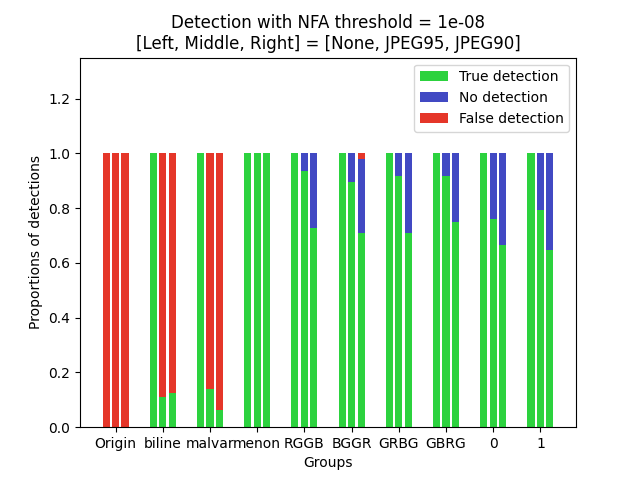 Detection with NFA threshold = 1e-08
[Left, Middle, Right] = [None, JPEG95, JPEG90]
True detection
No detection
False detection
Proportions of detections
1.2
1.0
0.8
0.6
0.4
0.2
0.0
Origin biline malvar menon RGGB BGGR GRBG GBRG 0 1
Groups